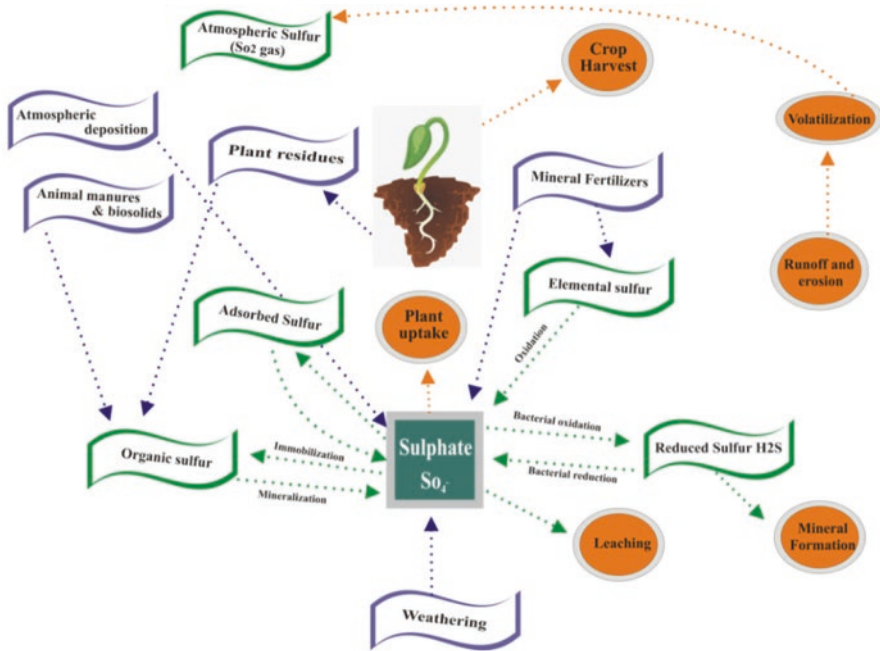 Atmospheric Sulfur
(So2 gas)
Crop
Harvest
Atmospheric
deposition
Plant residues
Volatilization
Mineral Fertilizers
Animal manures
& biosolids
Runoff and
erosion
Elemental sulfur
Adsorbed Sulfur
Plant
uptake
Oxidation
Bacterial oxidation
Organic sulfur
Immobilization
Sulphate
So4-
Reduced Sulfur H2S
Bacterial reduction
Mineralization
Leaching
Mineral
Formation
Weathering